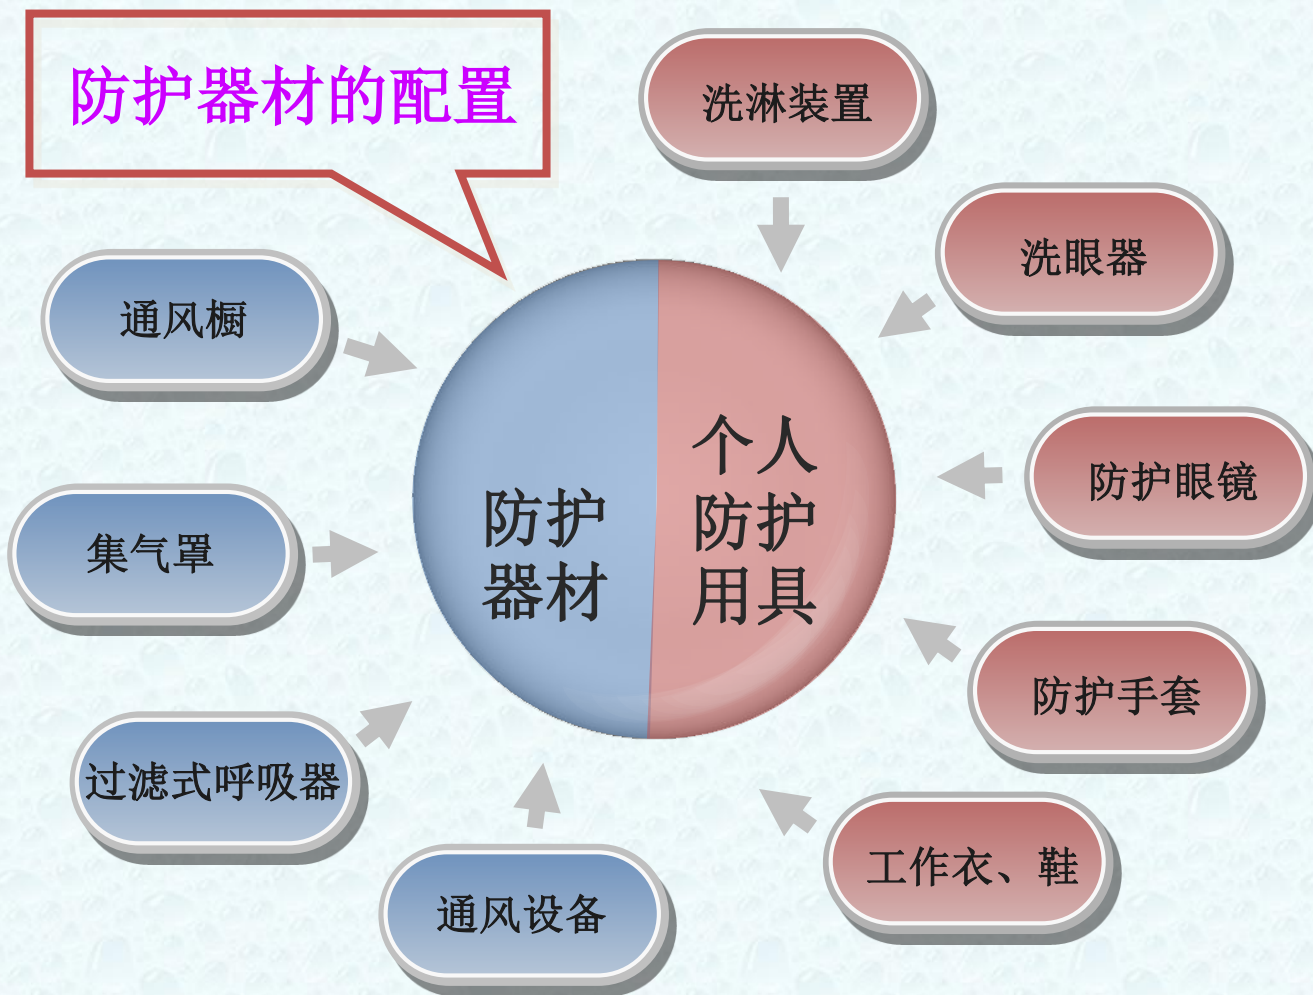 防护器材的配置
洗淋装置
洗眼器
通风橱
防护眼镜
个人
防护
用具
防护
器材
集气罩
防护手套
过滤式呼吸器
工作衣、鞋
通风设备